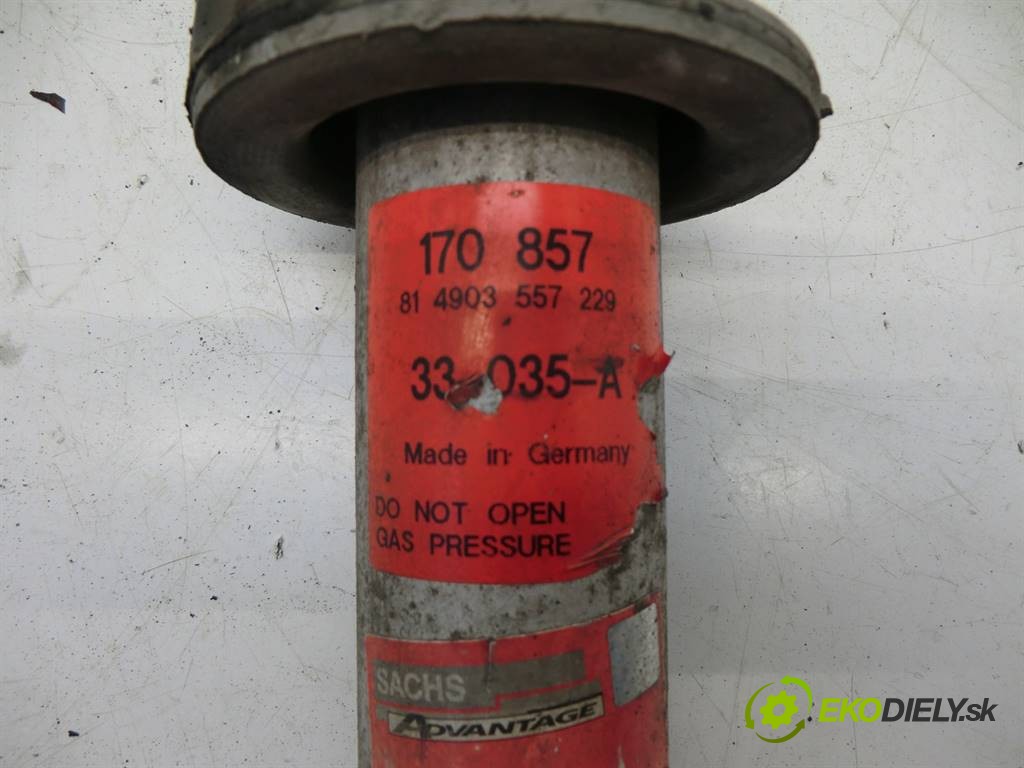 170 857
81 4903 557 229
33 035-A
Made in Germany
DO NOT OPEN
GAS PRESSURE
SACHS
ADVANTAGE
EKODIELY.sk